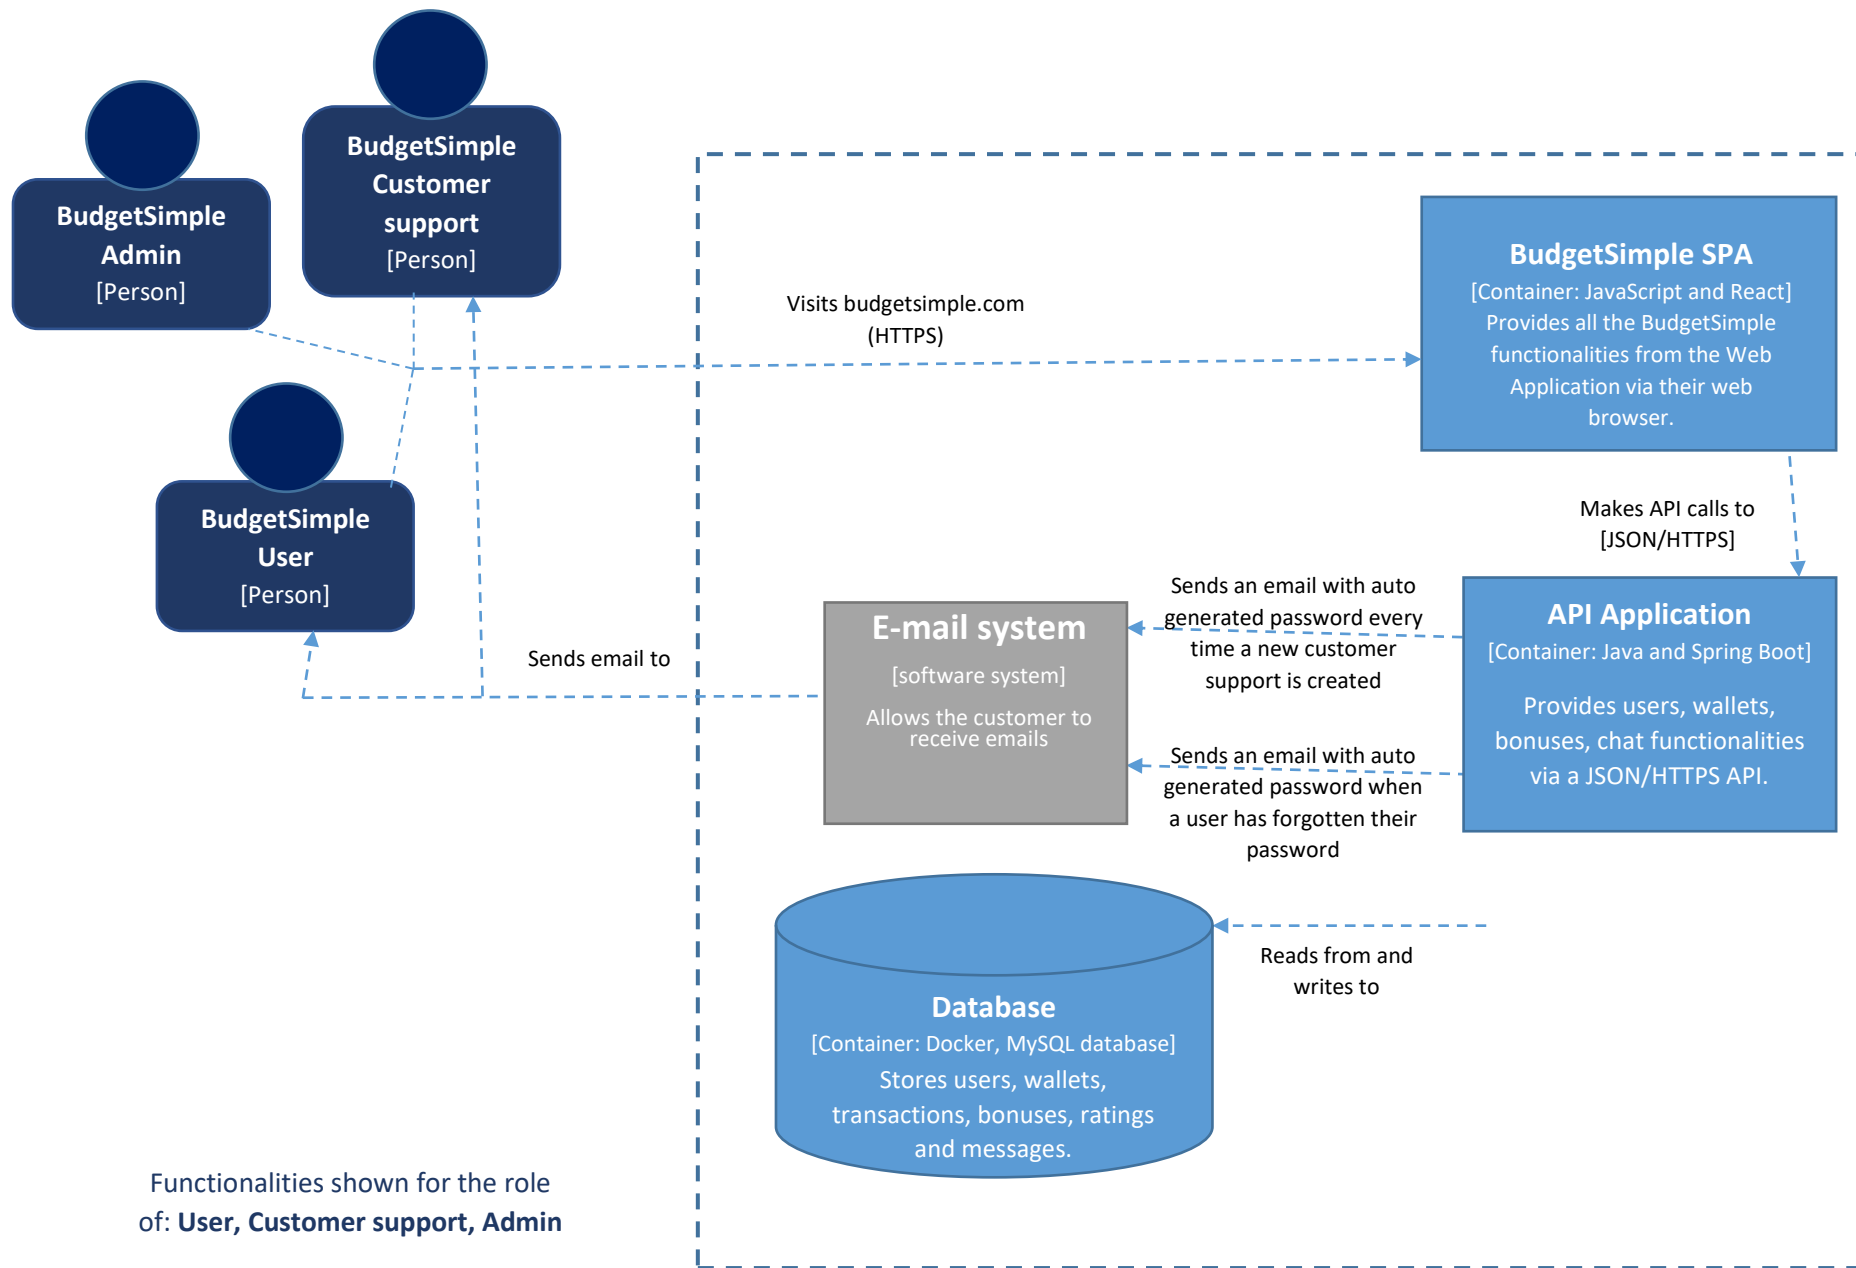 BudgetSimple
Customer
support
[Person]
BudgetSimple
Admin
[Person]
BudgetSimple
User
[Person]
Visits budgetsimple.com
(HTTPS)
BudgetSimple SPA
[Container: JavaScript and React]
Provides all the BudgetSimple
functionalities from the Web
Application via their web
browser.
Makes API calls to
[JSON/HTTPS]
Sends email to
E-mail system
[software system]
Allows the customer to
receive emails
Sends an email with auto
generated password every
time a new customer
support is created
Sends an email with auto
generated password when
a user has forgotten their
password
API Application
[Container: Java and Spring Boot]
Provides users, wallets,
bonuses, chat functionalities
via a JSON/HTTPS API.
Reads from and
writes to
Database
[Container: Docker, MySQL database]
Stores users, wallets,
transactions, bonuses, ratings
and messages.
Functionalities shown for the role
of: User, Customer support, Admin